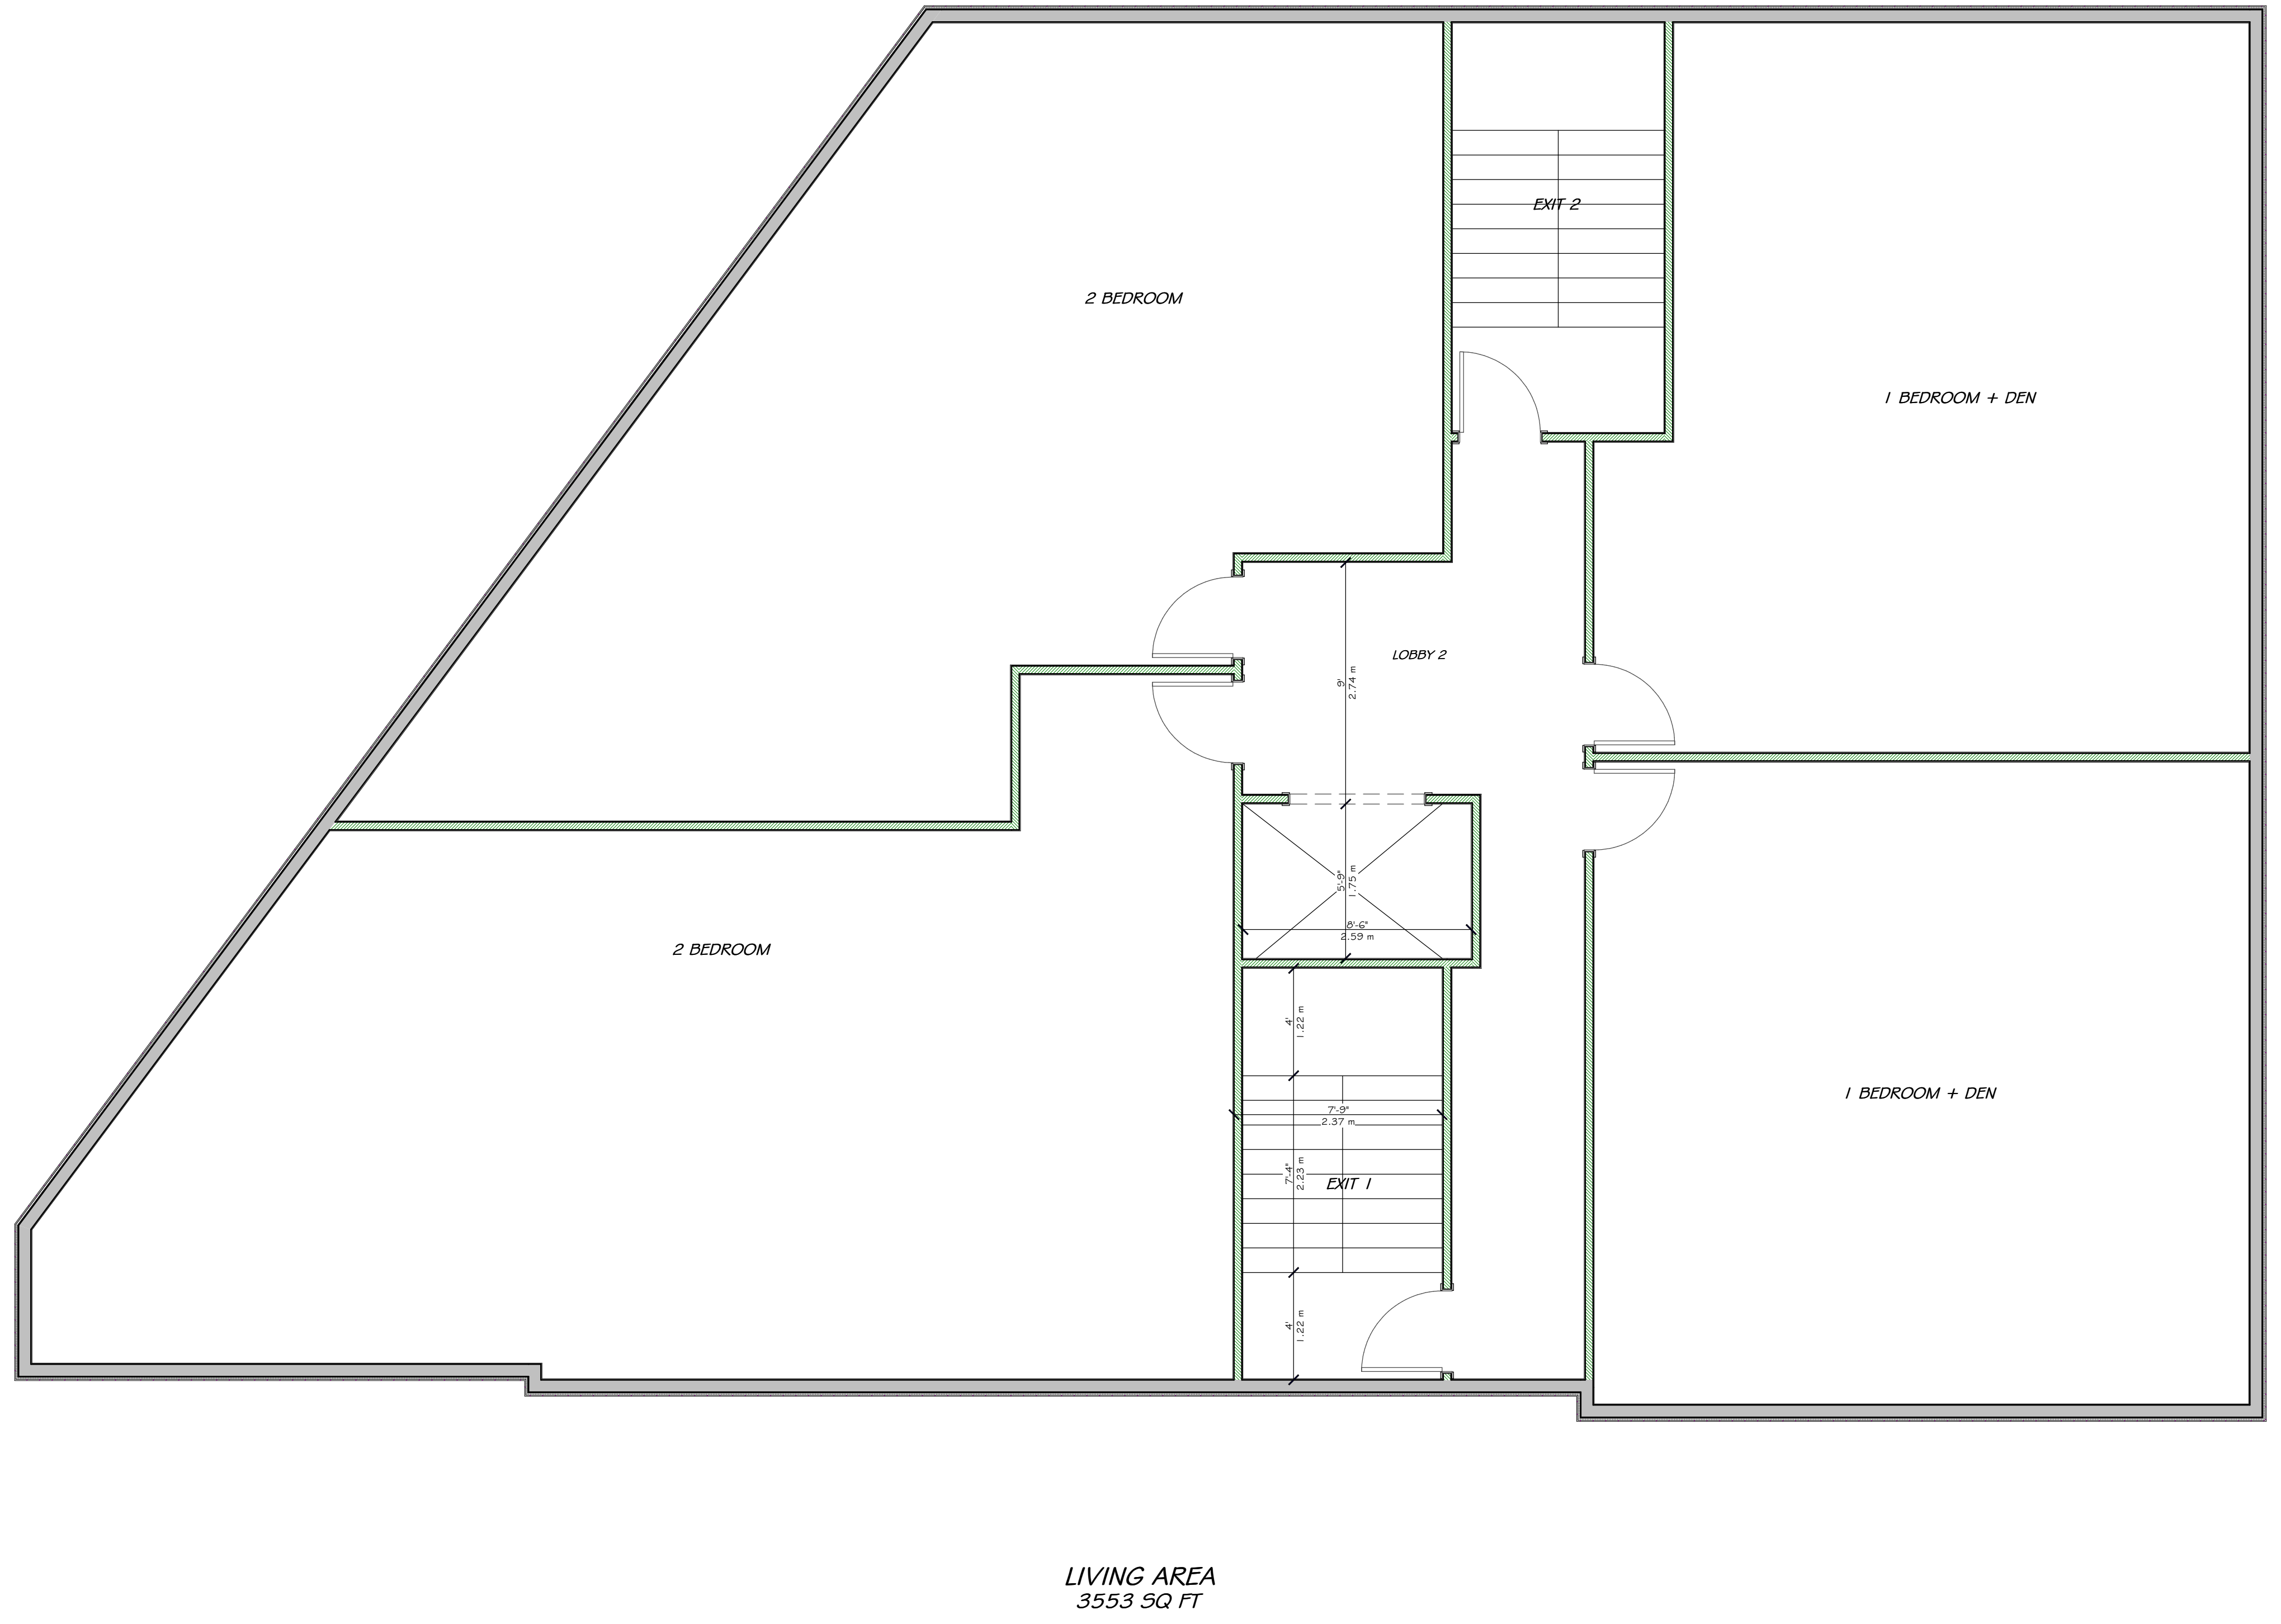 EXIT 2
2 BEDROOM
1 BEDROOM + DEN
LOBBY 2
9'
2.74 m
5'-9"
1.75 m
8'-6"
2.59 m
2 BEDROOM
4'
1.22 m
1 BEDROOM + DEN
7'-9"
2.37 m
7'-4"
2.23 m
EXIT 1
4'
1.22 m
LIVING AREA
3553 SQ FT